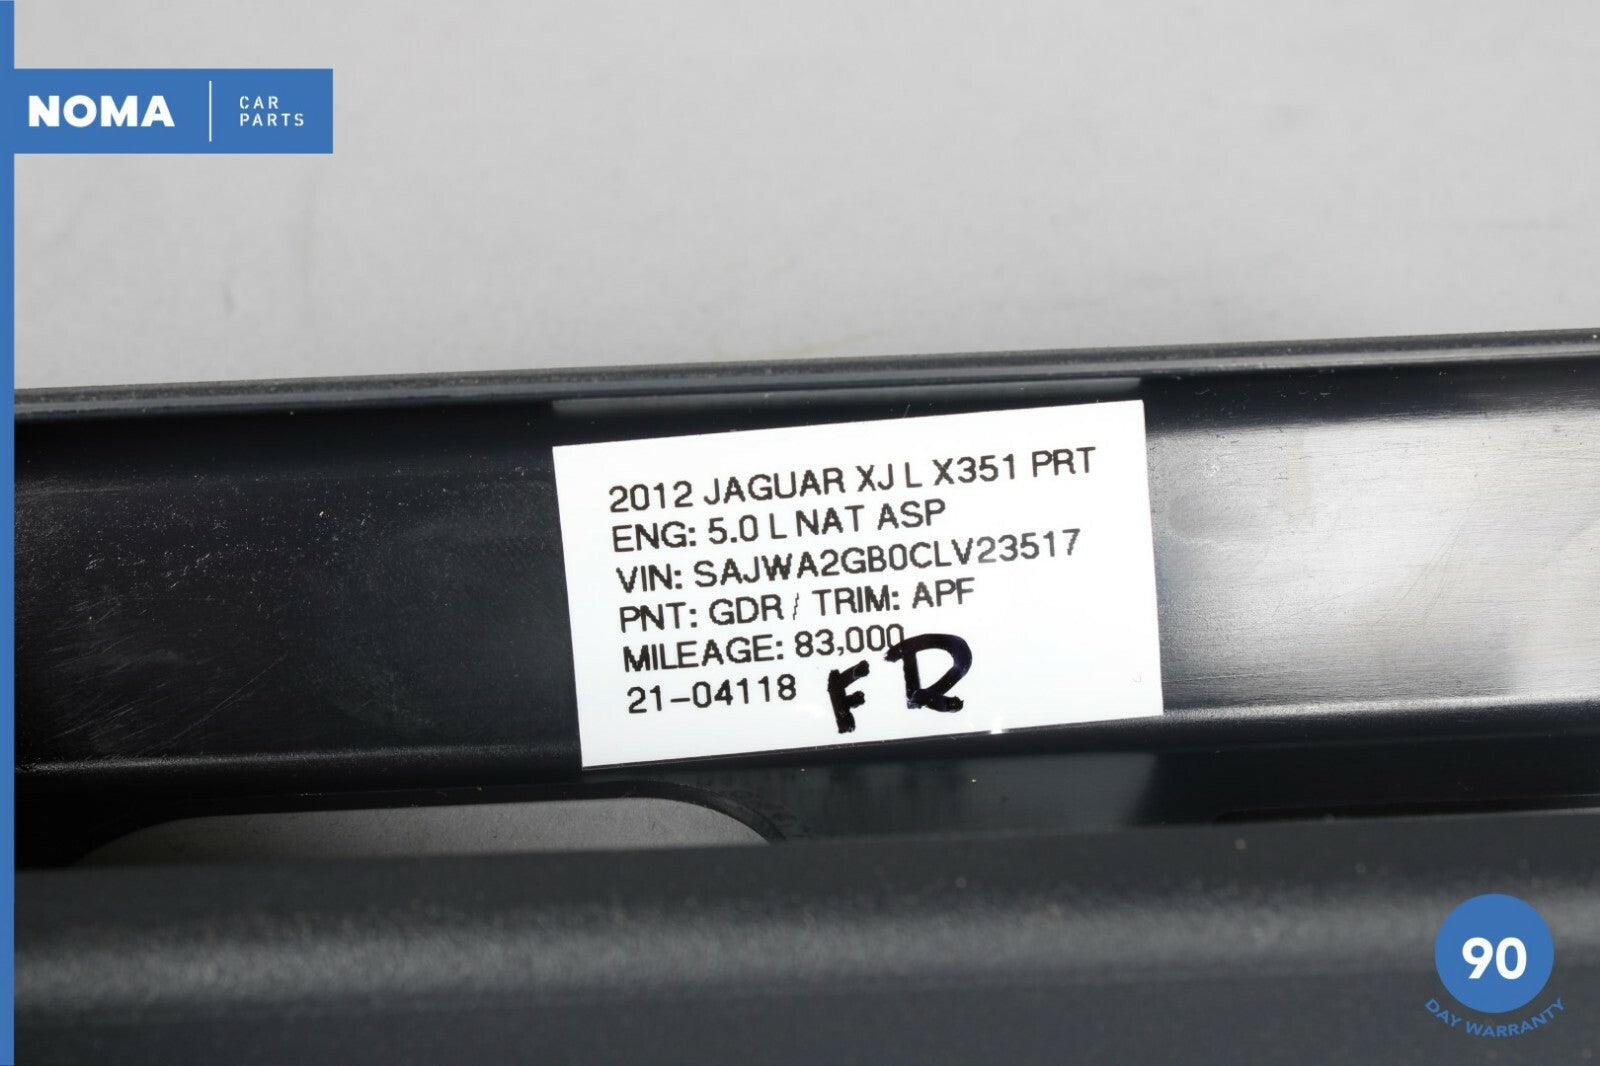 NOMA
CAR
PARTS
2012 JAGUAR XJ L X351 PRT
ENG: 5.0 L NAT ASP
VIN: SAJWA2GB0CLV23517
PNT: GDR / TRIM: APF
MILEAGE: 83,000
21-04118 FR
90
DAY WARRANTY